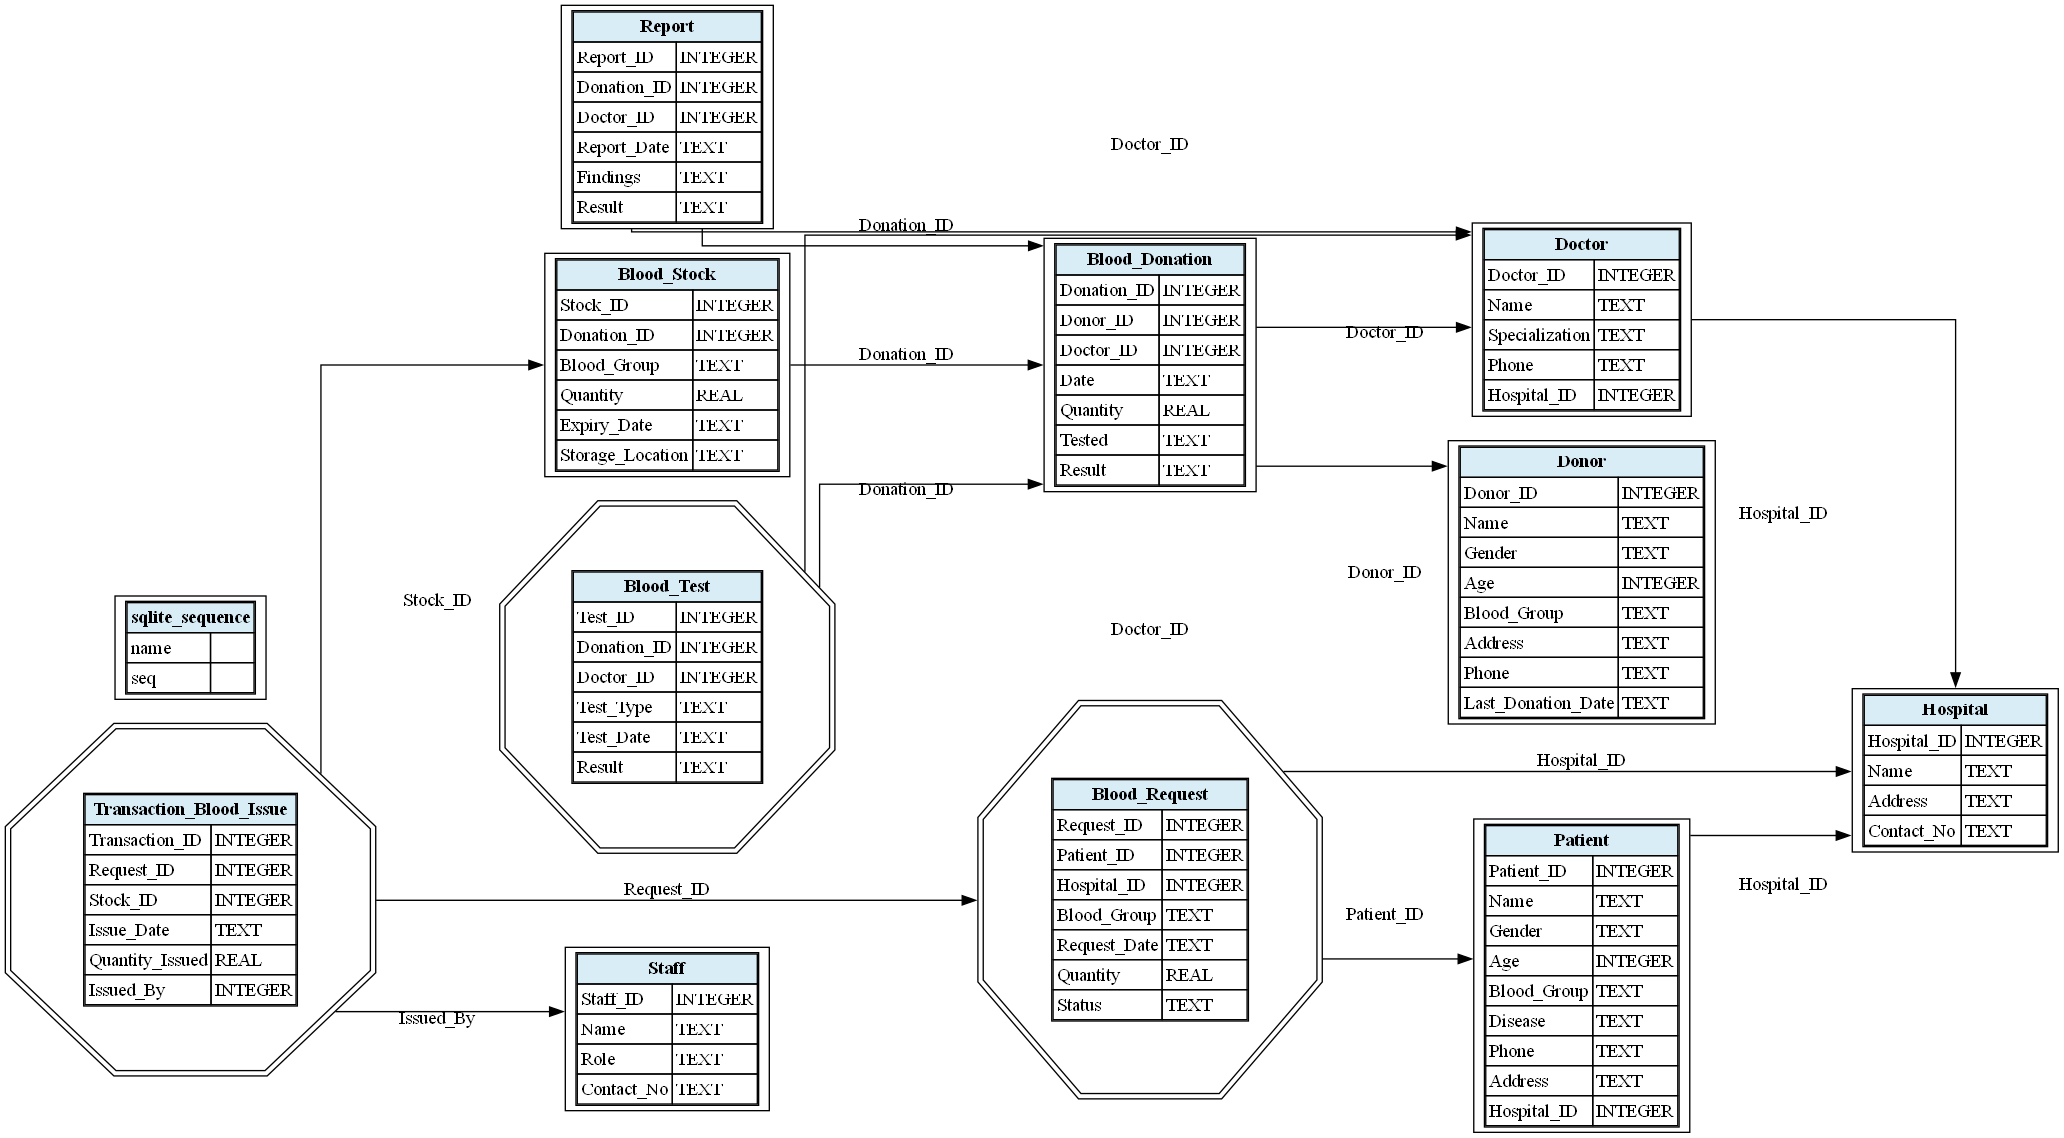 Report
Report_ID INTEGER
Donation_ID INTEGER
Doctor_ID INTEGER
Report_Date TEXT
Findings TEXT
Result TEXT
Doctor_ID
Donation_ID
Blood_Stock
Stock_ID INTEGER
Donation_ID INTEGER
Blood_Group TEXT
Quantity REAL
Expiry_Date TEXT
Storage_Location TEXT
Donation_ID
Donation_ID
Blood_Donation
Donation_ID INTEGER
Donor_ID INTEGER
Doctor_ID INTEGER
Date TEXT
Quantity REAL
Tested TEXT
Result TEXT
Doctor_ID
Doctor
Doctor_ID INTEGER
Name TEXT
Specialization TEXT
Phone TEXT
Hospital_ID INTEGER
Donor
Donor_ID INTEGER
Name TEXT
Gender TEXT
Age INTEGER
Blood_Group TEXT
Address TEXT
Phone TEXT
Last_Donation_Date TEXT
Hospital_ID
Donor_ID
Doctor_ID
Stock_ID
Blood_Test
Test_ID INTEGER
Donation_ID INTEGER
Doctor_ID INTEGER
Test_Type TEXT
Test_Date TEXT
Result TEXT
sqlite_sequence
name
seq
Transaction_Blood_Issue
Transaction_ID INTEGER
Request_ID INTEGER
Stock_ID INTEGER
Issue_Date TEXT
Quantity_Issued REAL
Issued_By INTEGER
Request_ID
Issued_By
Staff
Staff_ID INTEGER
Name TEXT
Role TEXT
Contact_No TEXT
Blood_Request
Request_ID INTEGER
Patient_ID INTEGER
Hospital_ID INTEGER
Blood_Group TEXT
Request_Date TEXT
Quantity REAL
Status TEXT
Hospital_ID
Patient_ID
Patient
Patient_ID INTEGER
Name TEXT
Gender TEXT
Age INTEGER
Blood_Group TEXT
Disease TEXT
Phone TEXT
Address TEXT
Hospital_ID INTEGER
Hospital_ID
Hospital
Hospital_ID INTEGER
Name TEXT
Address TEXT
Contact_No TEXT